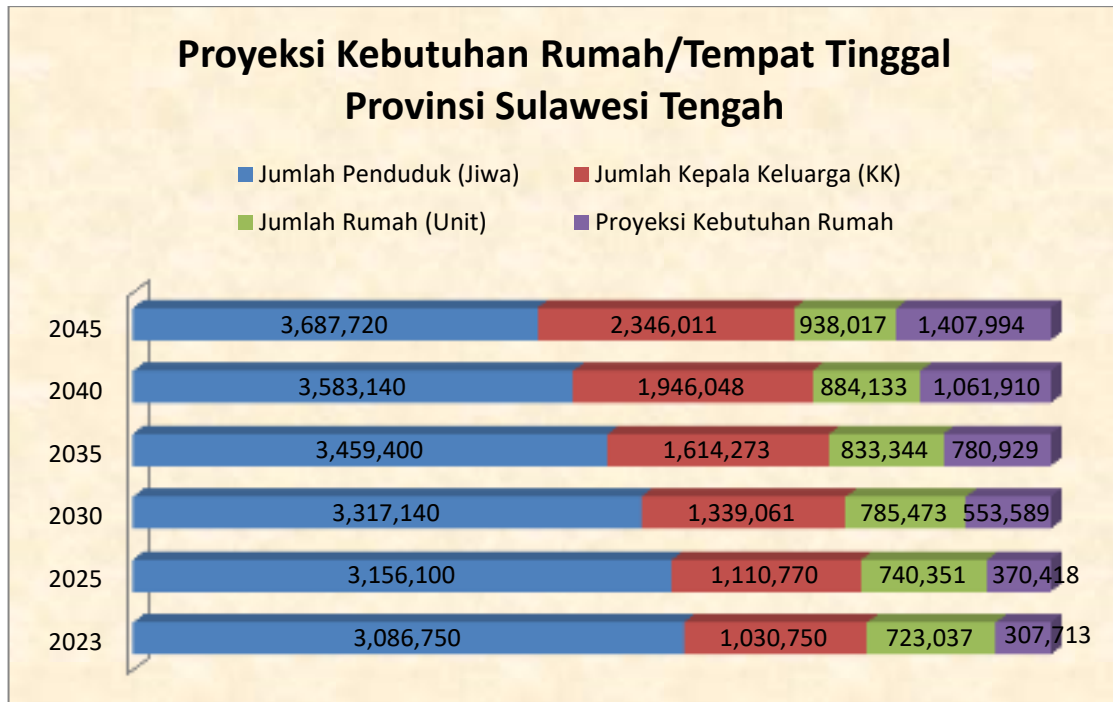 Proyeksi Kebutuhan Rumah/Tempat Tinggal
Provinsi Sulawesi Tengah
Jumlah Penduduk (Jiwa) Jumlah Kepala Keluarga (KK)
Jumlah Rumah (Unit) Proyeksi Kebutuhan Rumah
2045 3,687,720 2,346,011 938,017 1,407,994
2040 3,583,140 1,946,048 884,133 1,061,910
2035 3,459,400 1,614,273 833,344 780,929
2030 3,317,140 1,339,061 785,473 553,589
2025 3,156,100 1,110,770 740,351 370,418
2023 3,086,750 1,030,750 723,037 307,713